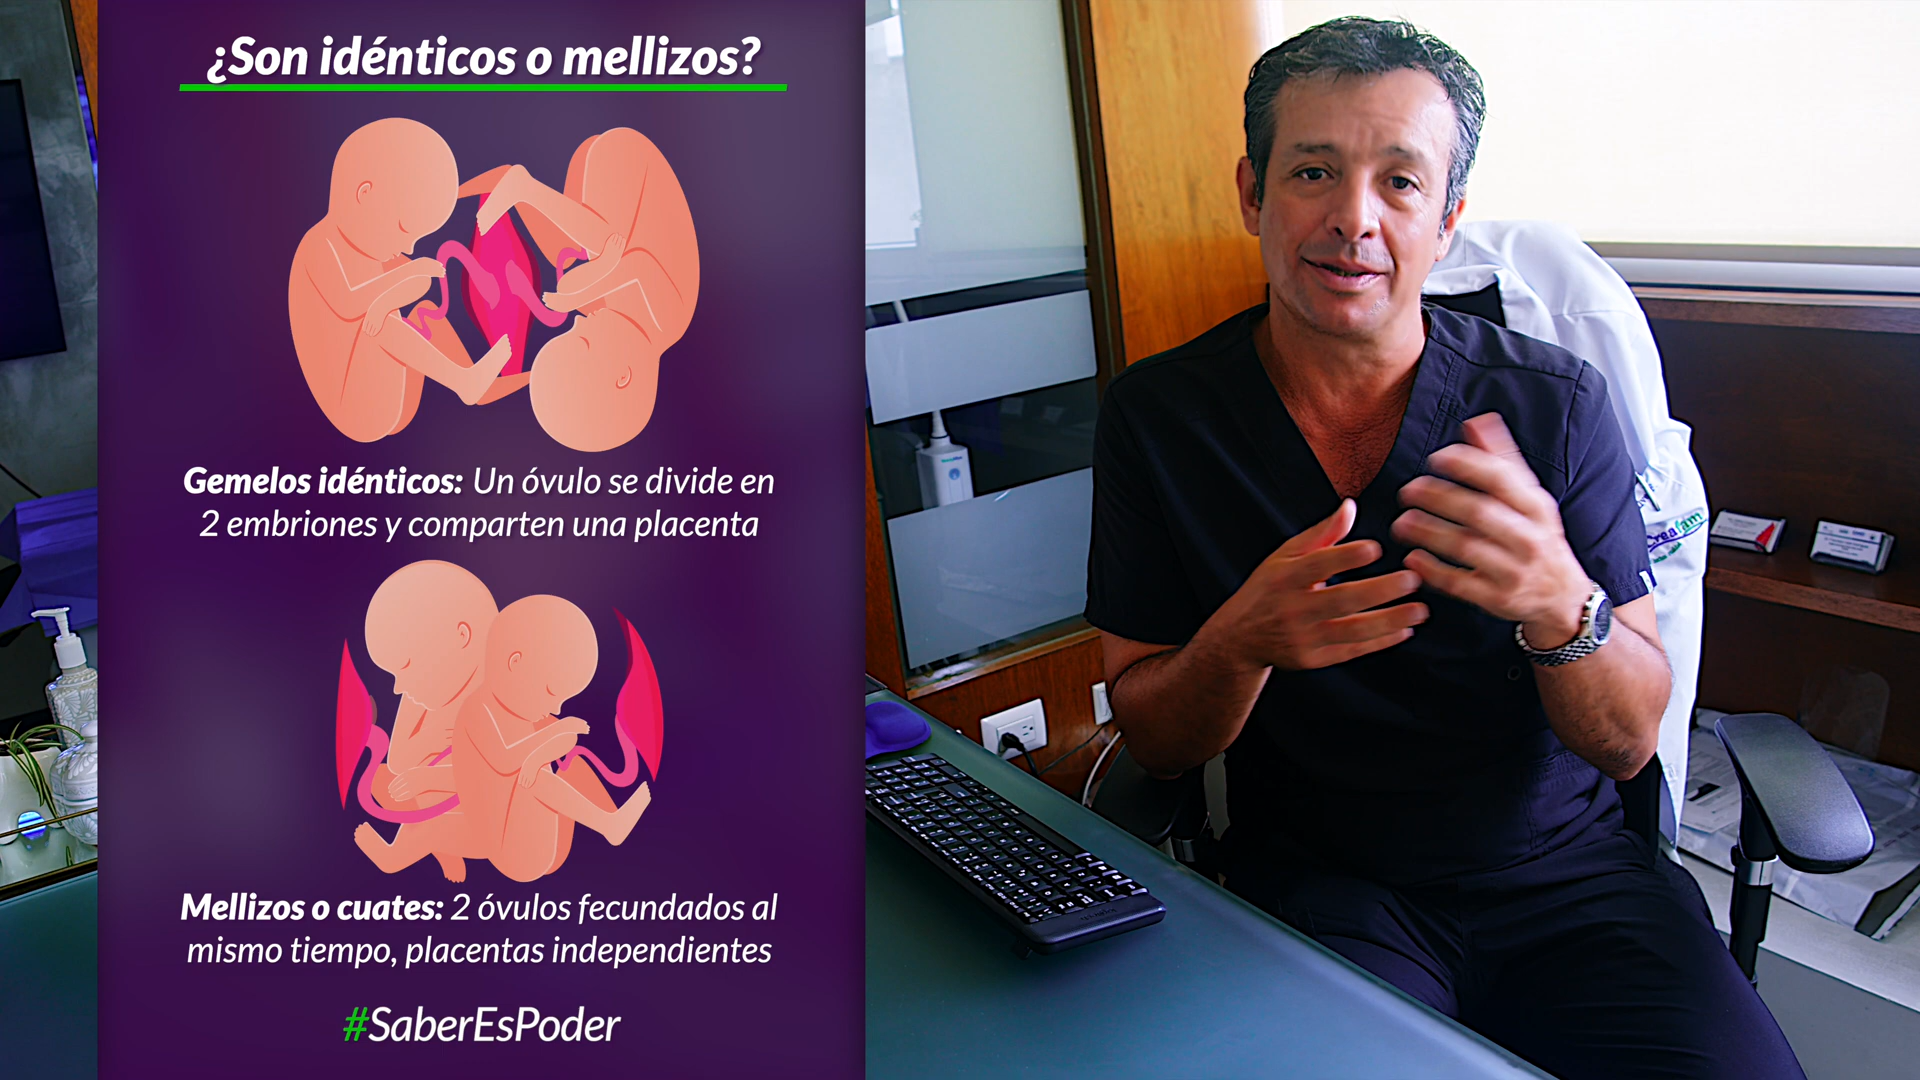 ¿Son idénticos o mellizos?
Gemelos idénticos: Un óvulo se divide en
2 embriones y comparten una placenta
Mellizos o cuates: 2 óvulos fecundados al
mismo tiempo, placentas independientes
#SaberEsPoder
Creafam